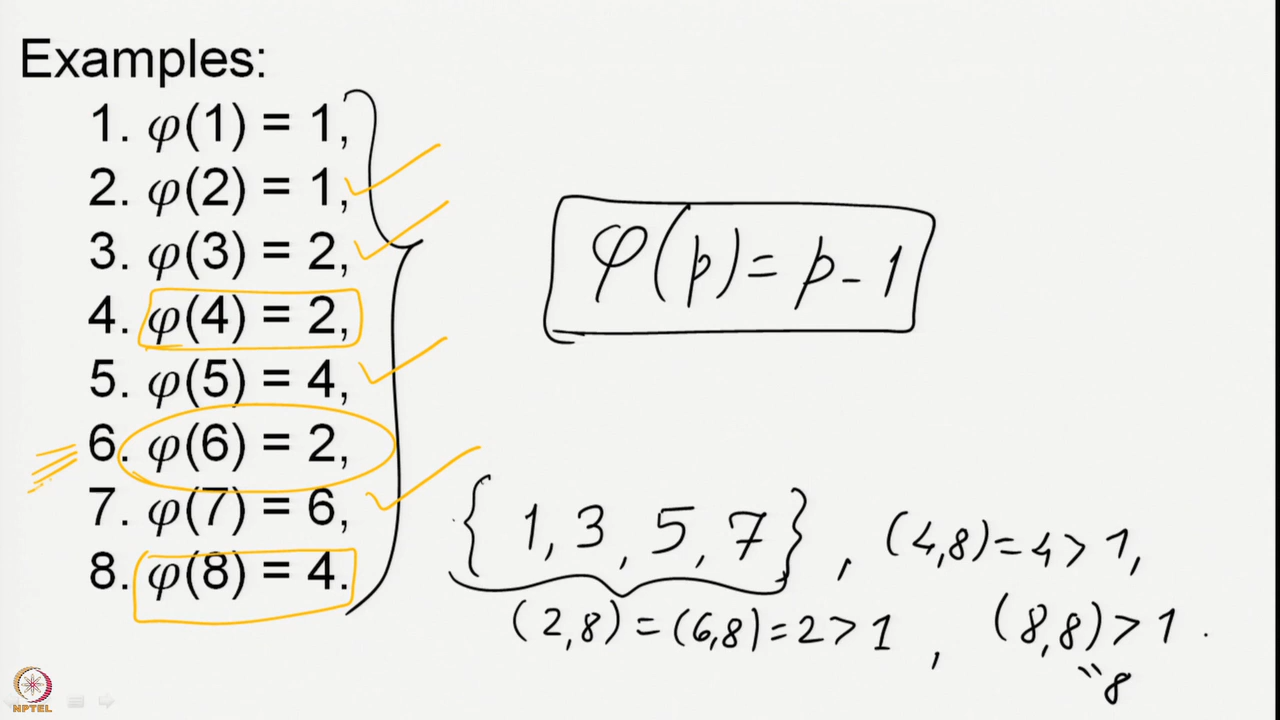 Examples:
1. φ(1) = 1,
2. φ(2) = 1,
3. φ(3) = 2,
4. φ(4) = 2,
5. φ(5) = 4,
6. φ(6) = 2,
7. φ(7) = 6,
8. φ(8) = 4.
φ(p) = p - 1
{1, 3, 5, 7}, (4,8) = 4 > 1,
(2,8) = (6,8) = 2 > 1, (8,8) > 1.
" 8
NPTEL